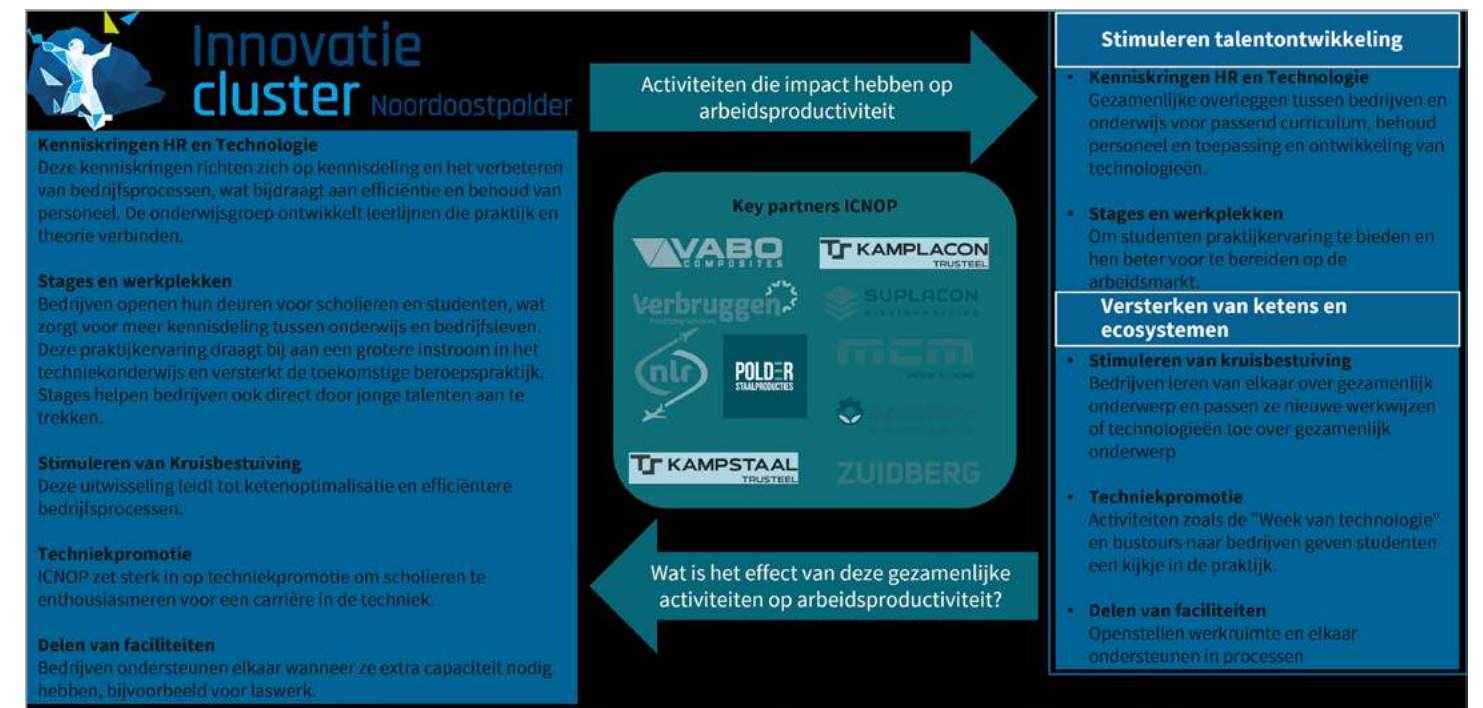 Innovatie
cluster Noordoostpolder
Kenniskringen HR en Technologie
Deze kenniskringen richten zich op kennisdeling en het verbeteren
van bedrijfsprocessen, wat bijdraagt aan efficiëntie en behoud van
personeel. De onderwijsgroep ontwikkelt leerlijnen die praktijk en
theorie verbinden.
Stages en werkplekken
Bedrijven openen hun deuren voor scholieren en studenten, wat
zorgt voor meer kennisdeling tussen onderwijs en bedrijfsleven.
Deze praktijkervaring draagt bij aan een grotere instroom in het
techniekonderwijs en versterkt de toekomstige beroepspraktijk.
Stages helpen bedrijven ook direct door jonge talenten aan te
trekken.
Stimuleren van Kruisbestuiving
Deze uitwisseling leidt tot ketenoptimalisatie en efficiëntere
bedrijfsprocessen.
Techniekpromotie
ICNOP zet sterk in op techniekpromotie om scholieren te
enthousiasmeren voor een carrière in de techniek.
Delen van faciliteiten
Bedrijven ondersteunen elkaar wanneer ze extra capaciteit nodig
hebben, bijvoorbeeld voor laswerk.
Activiteiten die impact hebben op
arbeidsproductiviteit
Key partners ICNOP
VABO
COMPOSITES
KAMPLACON
TRUSTEEL
verbruggen
SUPLACON
nlr
POLDER
STAALPRODUCTIES
mcm
KAMPSTAAL
TRUSTEEL
ZUIDBERG
Wat is het effect van deze gezamenlijke
activiteiten op arbeidsproductiviteit?
Stimuleren talentontwikkeling
• Kenniskringen HR en Technologie
Gezamenlijke overleggen tussen bedrijven en
onderwijs voor passend curriculum, behoud
personeel en toepassing en ontwikkeling van
technologieën.
• Stages en werkplekken
Om studenten praktijkervaring te bieden en
hen beter voor te bereiden op de
arbeidsmarkt.
Versterken van ketens en
ecosystemen
• Stimuleren van kruisbestuiving
Bedrijven leren van elkaar over gezamenlijk
onderwerp en passen ze nieuwe werkwijzen
of technologieën toe over gezamenlijk
onderwerp
• Techniekpromotie
Activiteiten zoals de "Week van technologie"
en bustours naar bedrijven geven studenten
een kijkje in de praktijk.
• Delen van faciliteiten
Openstellen werkruimte en elkaar
ondersteunen in processen